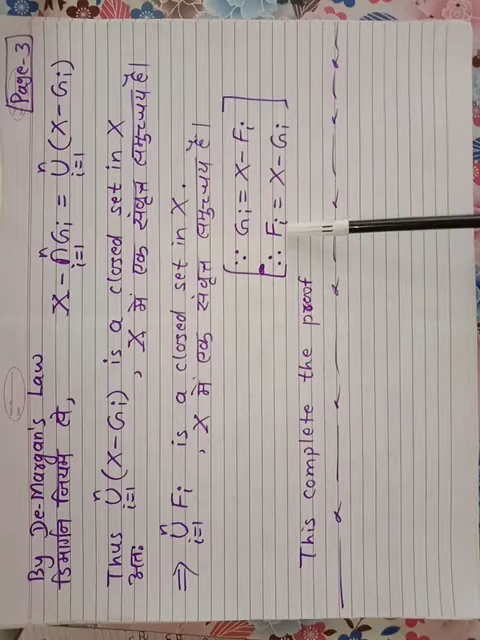 Page-3
By De-Margan's Law
डिमार्गन नियम से,
X - ⋂ᵢ₌₁ⁿ Gi = ⋃ᵢ₌₁ⁿ (X - Gi)
Thus ⋃ᵢ₌₁ⁿ (X - Gi) is a closed set in X
अतः , X में एक संवृत्त समुच्चय है।
⇒ ⋃ᵢ₌₁ⁿ Fi is a closed set in X.
, X में एक संवृत्त समुच्चय है।
[∵ Gi = X - Fi
∴ Fi = X - Gi]
This complete the proof